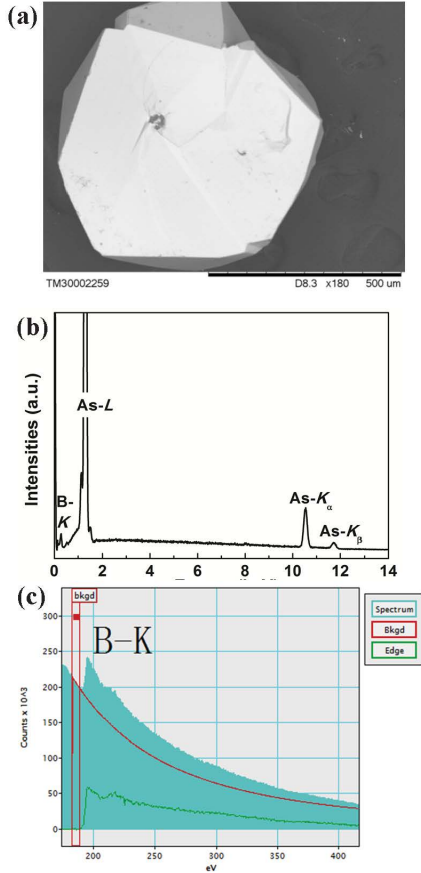 (a)
TM30002259 D8.3 x180 500 um
(b)
Intensities (a.u.)
As-L
B-
K
As-Kα
As-Kβ
0 2 4 6 8 10 12 14
(c)
bkgd
B-K
Spectrum
Bkgd
Edge
Counts x 10^3
300
250
200
150
100
50
0
200 250 300 350 400
eV